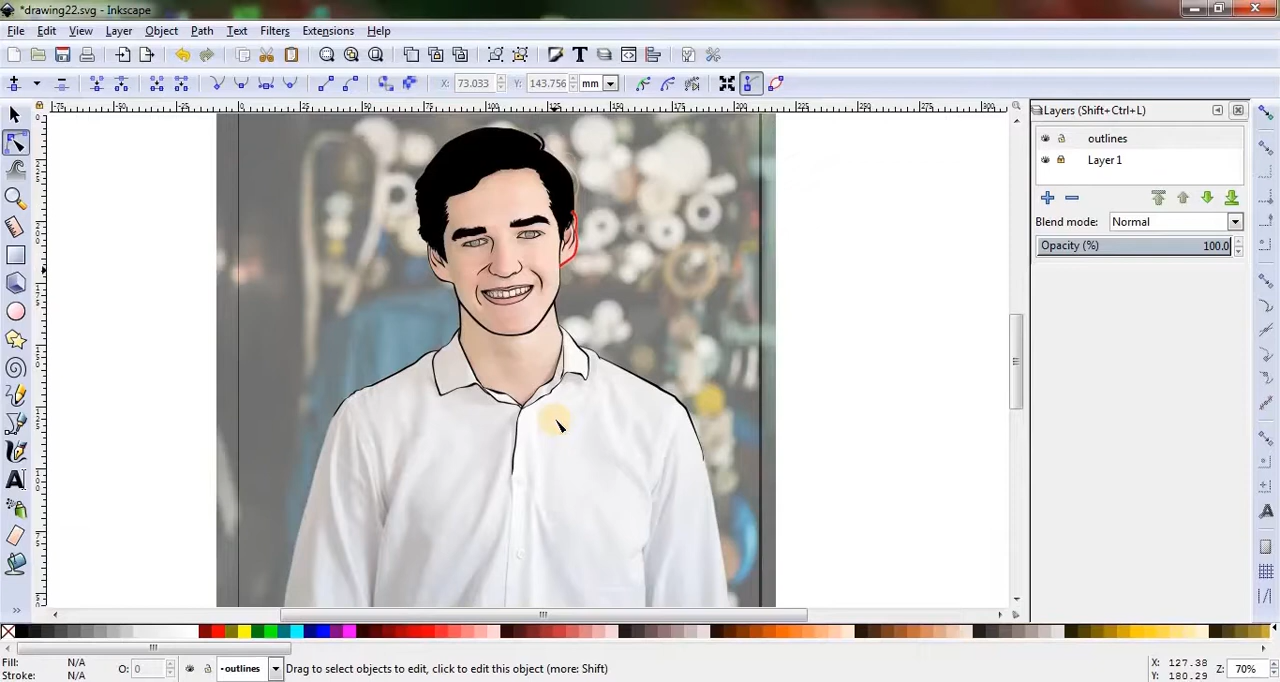 *drawing22.svg - Inkscape
File Edit View Layer Object Path Text Filters Extensions Help
X: 73.033 Y: 143.756 mm
Layers (Shift+Ctrl+L)
outlines
Layer 1
Blend mode: Normal
Opacity (%) 100.0
Fill: N/A O: 0 •outlines Drag to select objects to edit, click to edit this object (more: Shift) X: 127.38 Z: 70%
Stroke: N/A Y: 180.29